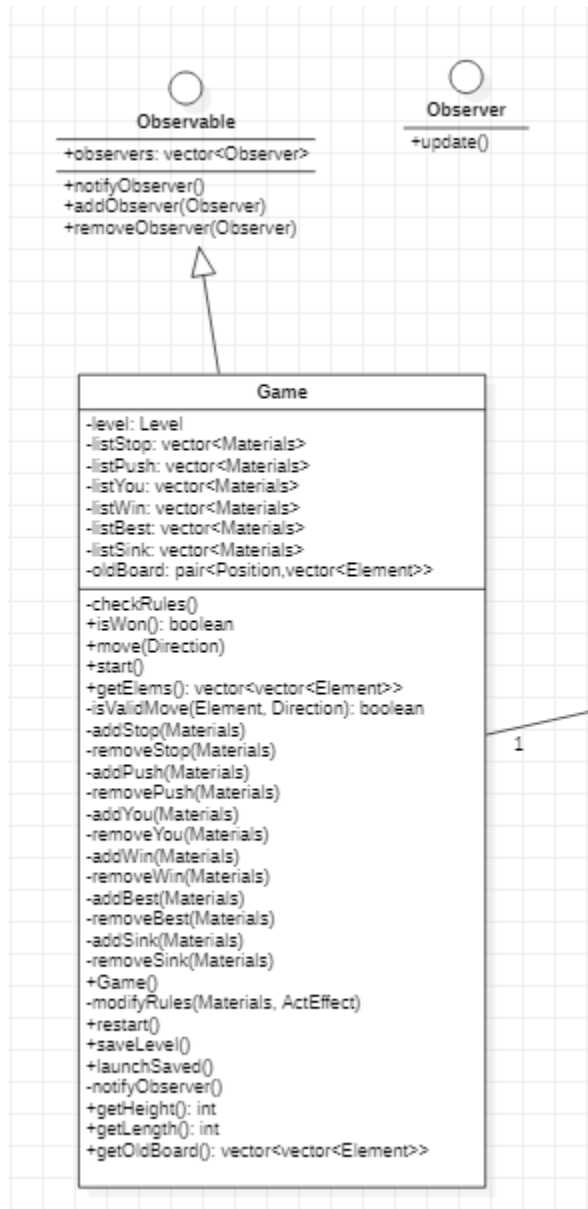 Observable
+observers: vector<Observer>
+notifyObserver()
+addObserver(Observer)
+removeObserver(Observer)
Observer
+update()
Game
-level: Level
-listStop: vector<Materials>
-listPush: vector<Materials>
-listYou: vector<Materials>
-listWin: vector<Materials>
-listBest: vector<Materials>
-listSink: vector<Materials>
-oldBoard: pair<Position,vector<Element>>
-checkRules()
+isWon(): boolean
+move(Direction)
+start()
+getElems(): vector<vector<Element>>
-isValidMove(Element, Direction): boolean
-addStop(Materials)
-removeStop(Materials)
-addPush(Materials)
-removePush(Materials)
-addYou(Materials)
-removeYou(Materials)
-addWin(Materials)
-removeWin(Materials)
-addBest(Materials)
-removeBest(Materials)
-addSink(Materials)
-removeSink(Materials)
+Game()
-modifyRules(Materials, ActEffect)
+restart()
+saveLevel()
+launchSaved()
-notifyObserver()
+getHeight(): int
+getLength(): int
+getOldBoard(): vector<vector<Element>>
1